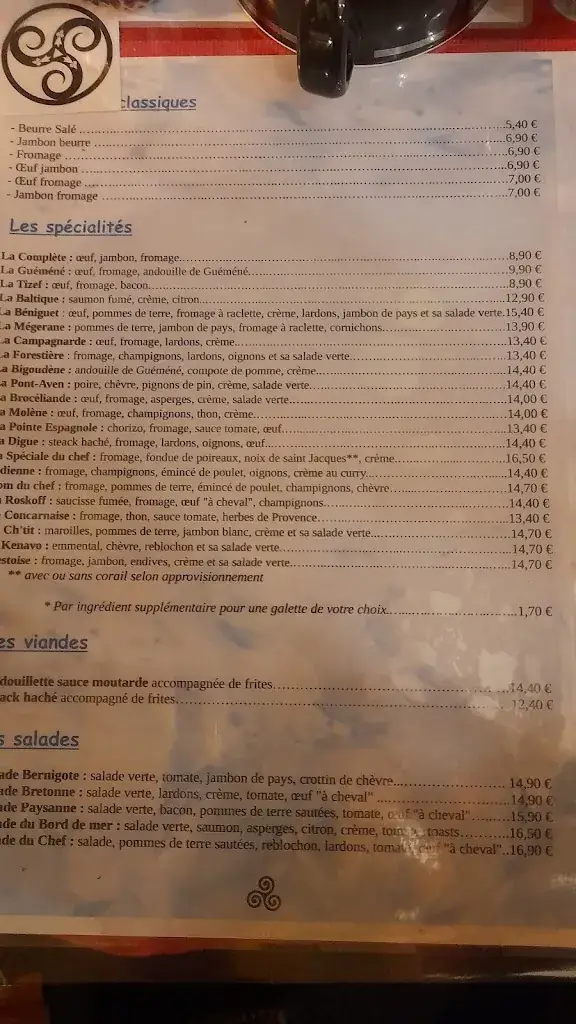 classiques
- Beurre Salé 5,40 €
- Jambon beurre 6,90 €
- Fromage 6,90 €
- Œuf jambon 6,90 €
- Œuf fromage 7,00 €
- Jambon fromage 7,00 €
Les spécialités
La Complète : œuf, jambon, fromage 8,90 €
La Guéméné : œuf, fromage, andouille de Guéméné 9,90 €
La Tizef : œuf, fromage, bacon 8,90 €
La Baltique : saumon fumé, crème, citron 12,90 €
La Béniguet : œuf, pommes de terre, fromage à raclette, crème, lardons, jambon de pays et sa salade verte. 15,40 €
La Mégerane : pommes de terre, jambon de pays, fromage à raclette, cornichons 13,90 €
La Campagnarde : œuf, fromage, lardons, crème 13,40 €
La Forestière : fromage, champignons, lardons, oignons et sa salade verte 13,40 €
a Bigoudène : andouille de Guéméné, compote de pomme, crème 14,40 €
a Pont-Aven : poire, chèvre, pignons de pin, crème, salade verte 14,40 €
a Brocéliande : œuf, fromage, asperges, crème, salade verte 14,00 €
a Molène : œuf, fromage, champignons, thon, crème 14,00 €
a Pointe Espagnole : chorizo, fromage, sauce tomate, œuf 13,40 €
a Digue : steack haché, fromage, lardons, oignons, œuf 14,40 €
a Spéciale du chef : fromage, fondue de poireaux, noix de saint Jacques**, crème 16,50 €
dienne : fromage, champignons, émincé de poulet, oignons, crème au curry 14,40 €
om du chef : fromage, pommes de terre, émincé de poulet, champignons, chèvre 14,70 €
Roskoff : saucisse fumée, fromage, œuf "à cheval", champignons 14,40 €
Concarnaise : fromage, thon, sauce tomate, herbes de Provence 13,40 €
Ch'tit : maroilles, pommes de terre, jambon blanc, crème et sa salade verte 14,70 €
Kenavo : emmental, chèvre, reblochon et sa salade verte 14,70 €
stoise : fromage, jambon, endives, crème et sa salade verte 14,70 €
** avec ou sans corail selon approvisionnement
* Par ingrédient supplémentaire pour une galette de votre choix 1,70 €
es viandes
douillette sauce moutarde accompagnée de frites 14,40 €
ack haché accompagné de frites 12,40 €
s salades
ade Bernigote : salade verte, tomate, jambon de pays, crottin de chèvre 14,90 €
de Bretonne : salade verte, lardons, crème, tomate, œuf "à cheval" 14,90 €
de Paysanne : salade verte, bacon, pommes de terre sautées, tomate, œuf "à cheval" 15,90 €
de du Bord de mer : salade verte, saumon, asperges, citron, crème, toasts 16,50 €
de du Chef : salade, pommes de terre sautées, reblochon, lardons, œuf "à cheval" 16,90 €